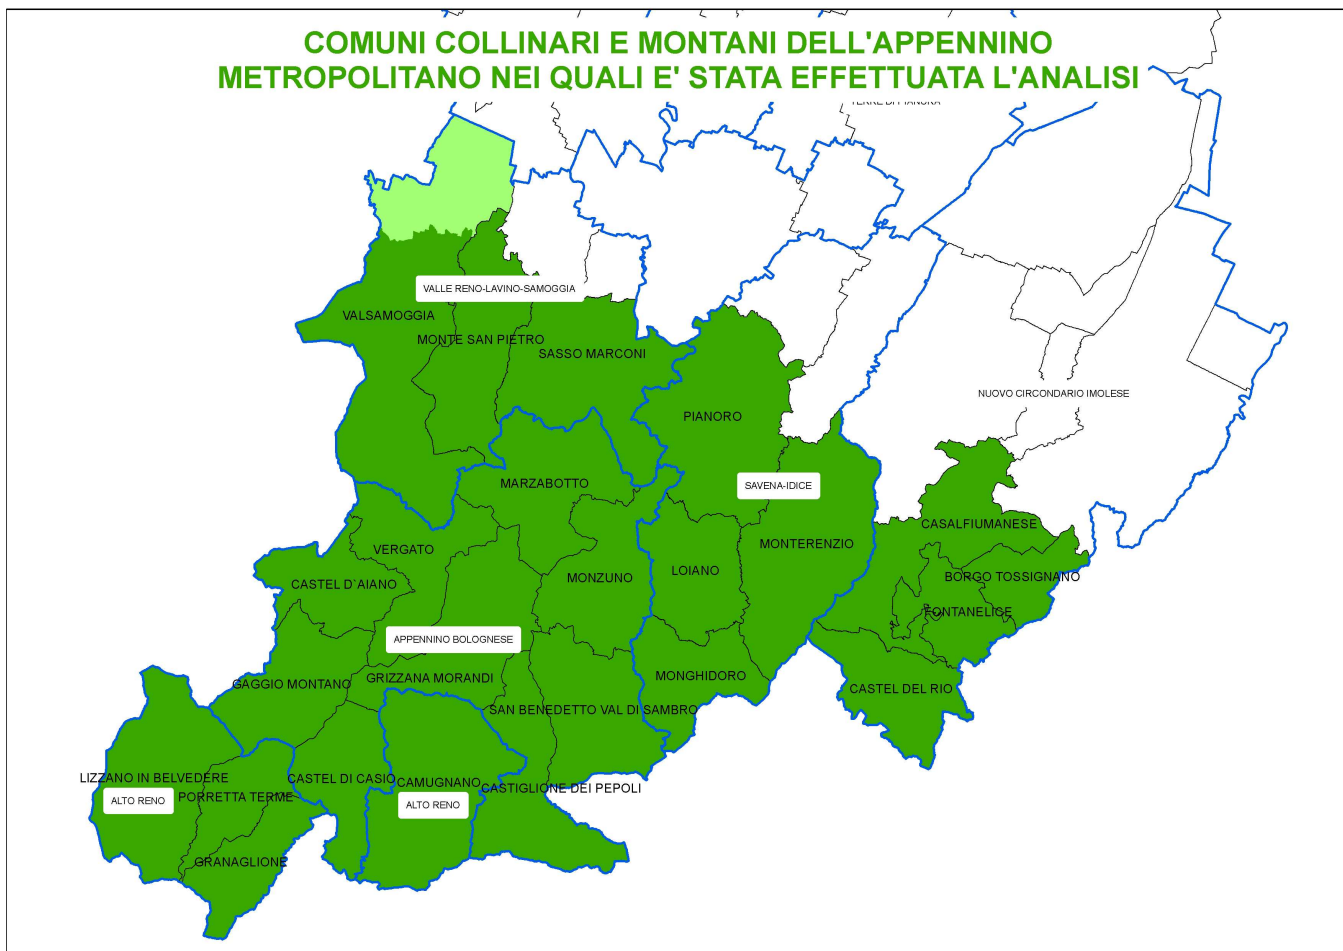 COMUNI COLLINARI E MONTANI DELL'APPENNINO
METROPOLITANO NEI QUALI E' STATA EFFETTUATA L'ANALISI
TERRE DI PIANURA
VALLE RENO-LAVINO-SAMOGGIA
VALSAMOGGIA
MONTE SAN PIETRO
SASSO MARCONI
NUOVO CIRCONDARIO IMOLESE
PIANORO
MARZABOTTO
SAVENA-IDICE
CASALFIUMANESE
VERGATO
MONTERENZIO
LOIANO
CASTEL D'AIANO
MONZUNO
BORGO TOSSIGNANO
FONTANELICE
APPENNINO BOLOGNESE
MONGHIDORO
GRIZZANA MORANDI
GAGGIO MONTANO
CASTEL DEL RIO
SAN BENEDETTO VAL DI SAMBRO
LIZZANO IN BELVEDERE
CASTEL DI CASIO
CAMUGNANO
CASTIGLIONE DEI PEPOLI
PORRETTA TERME
ALTO RENO
ALTO RENO
GRANAGLIONE